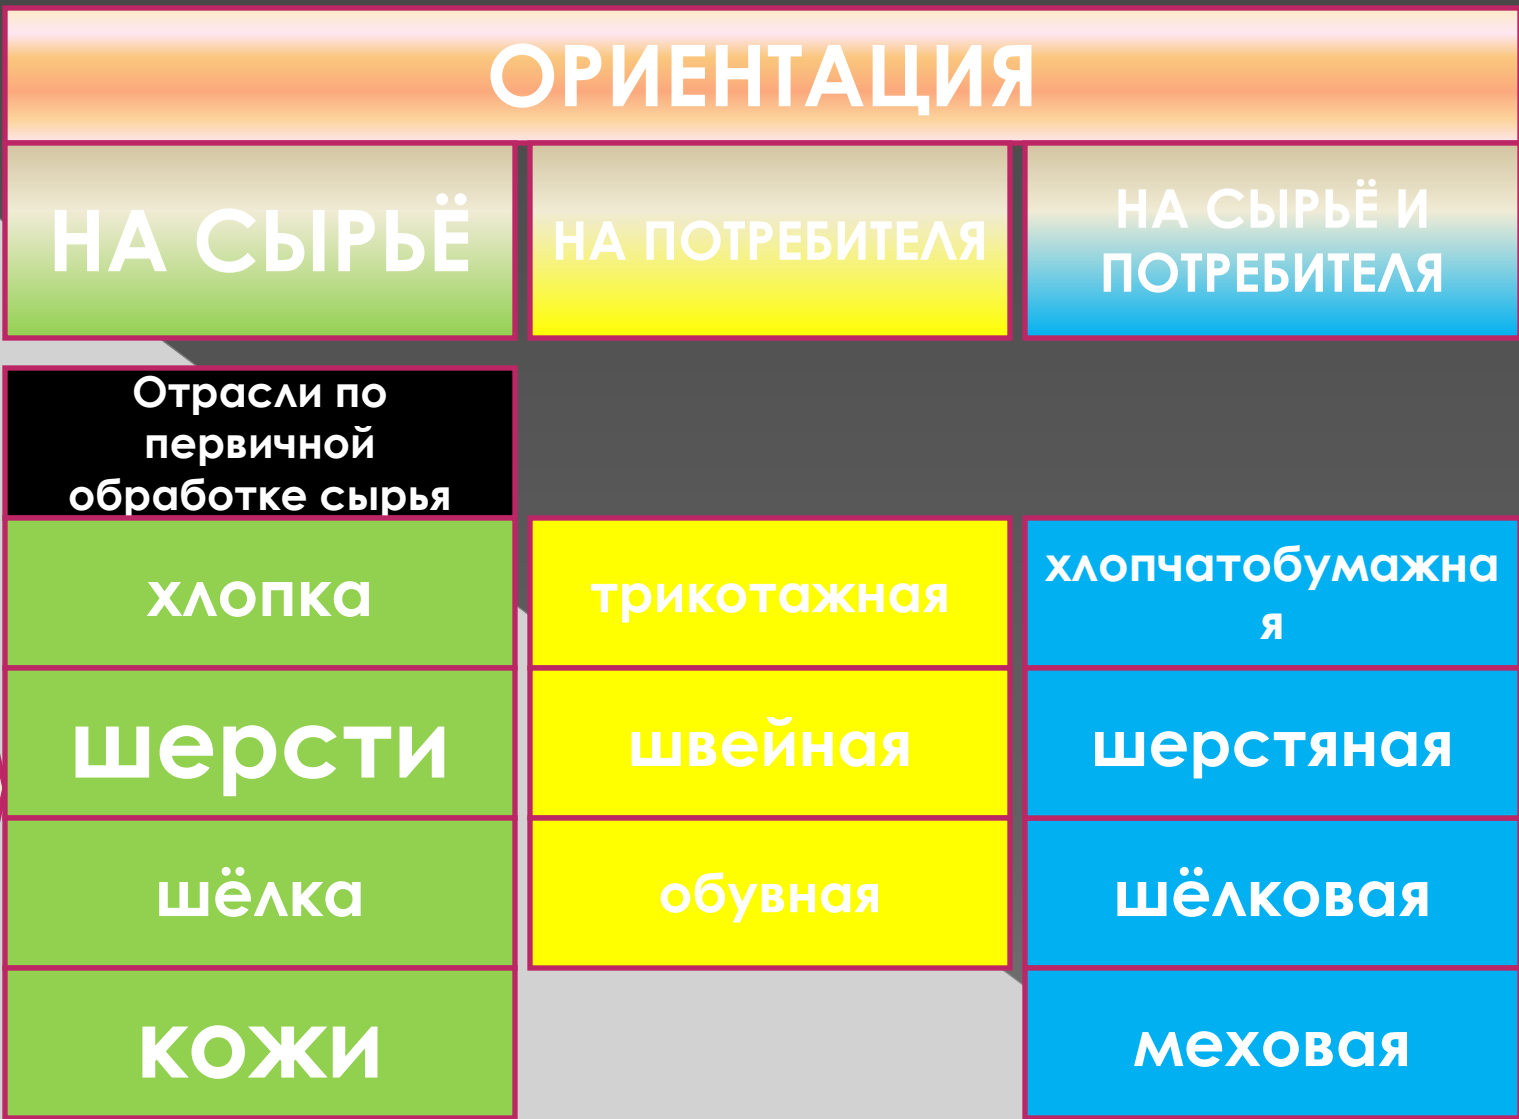 ОРИЕНТАЦИЯ
НА СЫРЬЁ
НА ПОТРЕБИТЕЛЯ
НА СЫРЬЁ И
ПОТРЕБИТЕЛЯ
Отрасли по
первичной
обработке сырья
хлопка
трикотажная
хлопчатобумажна
я
шерсти
швейная
шерстяная
шёлка
обувная
шёлковая
кожи
меховая